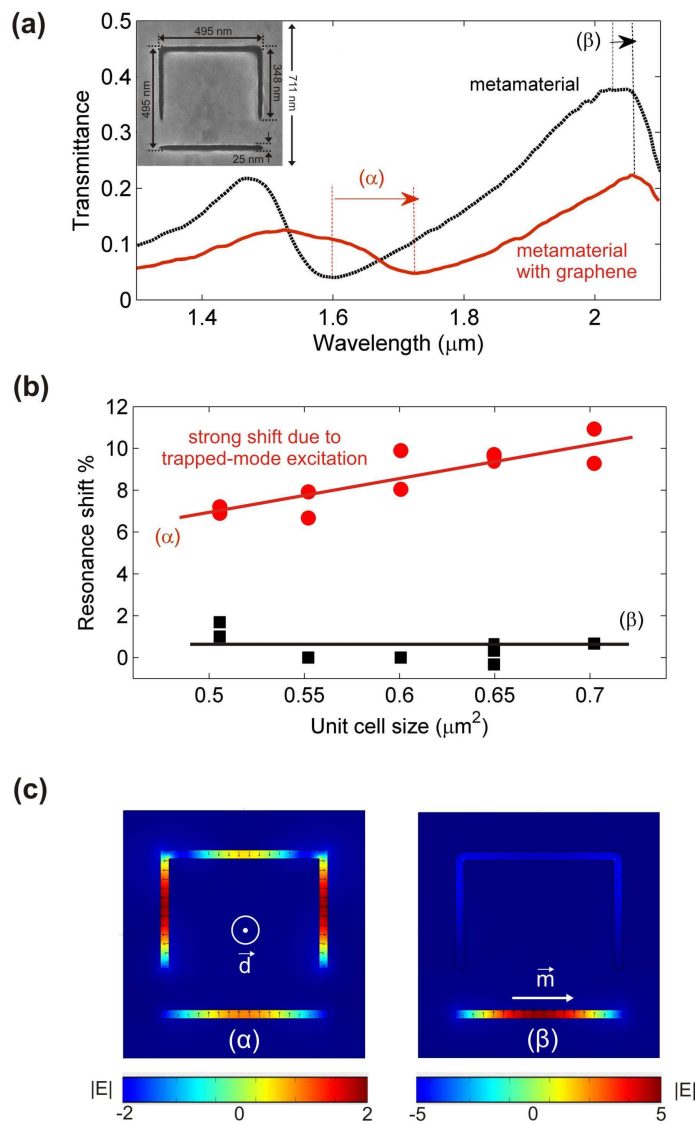 (a)
0.5
0.4
0.3
0.2
0.1
0
Transmittance
495 nm
495 nm
348 nm
711 nm
25 nm
(β)
metamaterial
(α)
metamaterial
with graphene
1.4
1.6
1.8
2
Wavelength (μm)
(b)
12
10
8
6
4
2
0
Resonance shift %
strong shift due to
trapped-mode excitation
(α)
(β)
0.5
0.55
0.6
0.65
0.7
Unit cell size (μm²)
(c)
d
(α)
m
(β)
|E|
-2
0
2
-5
0
5
|E|